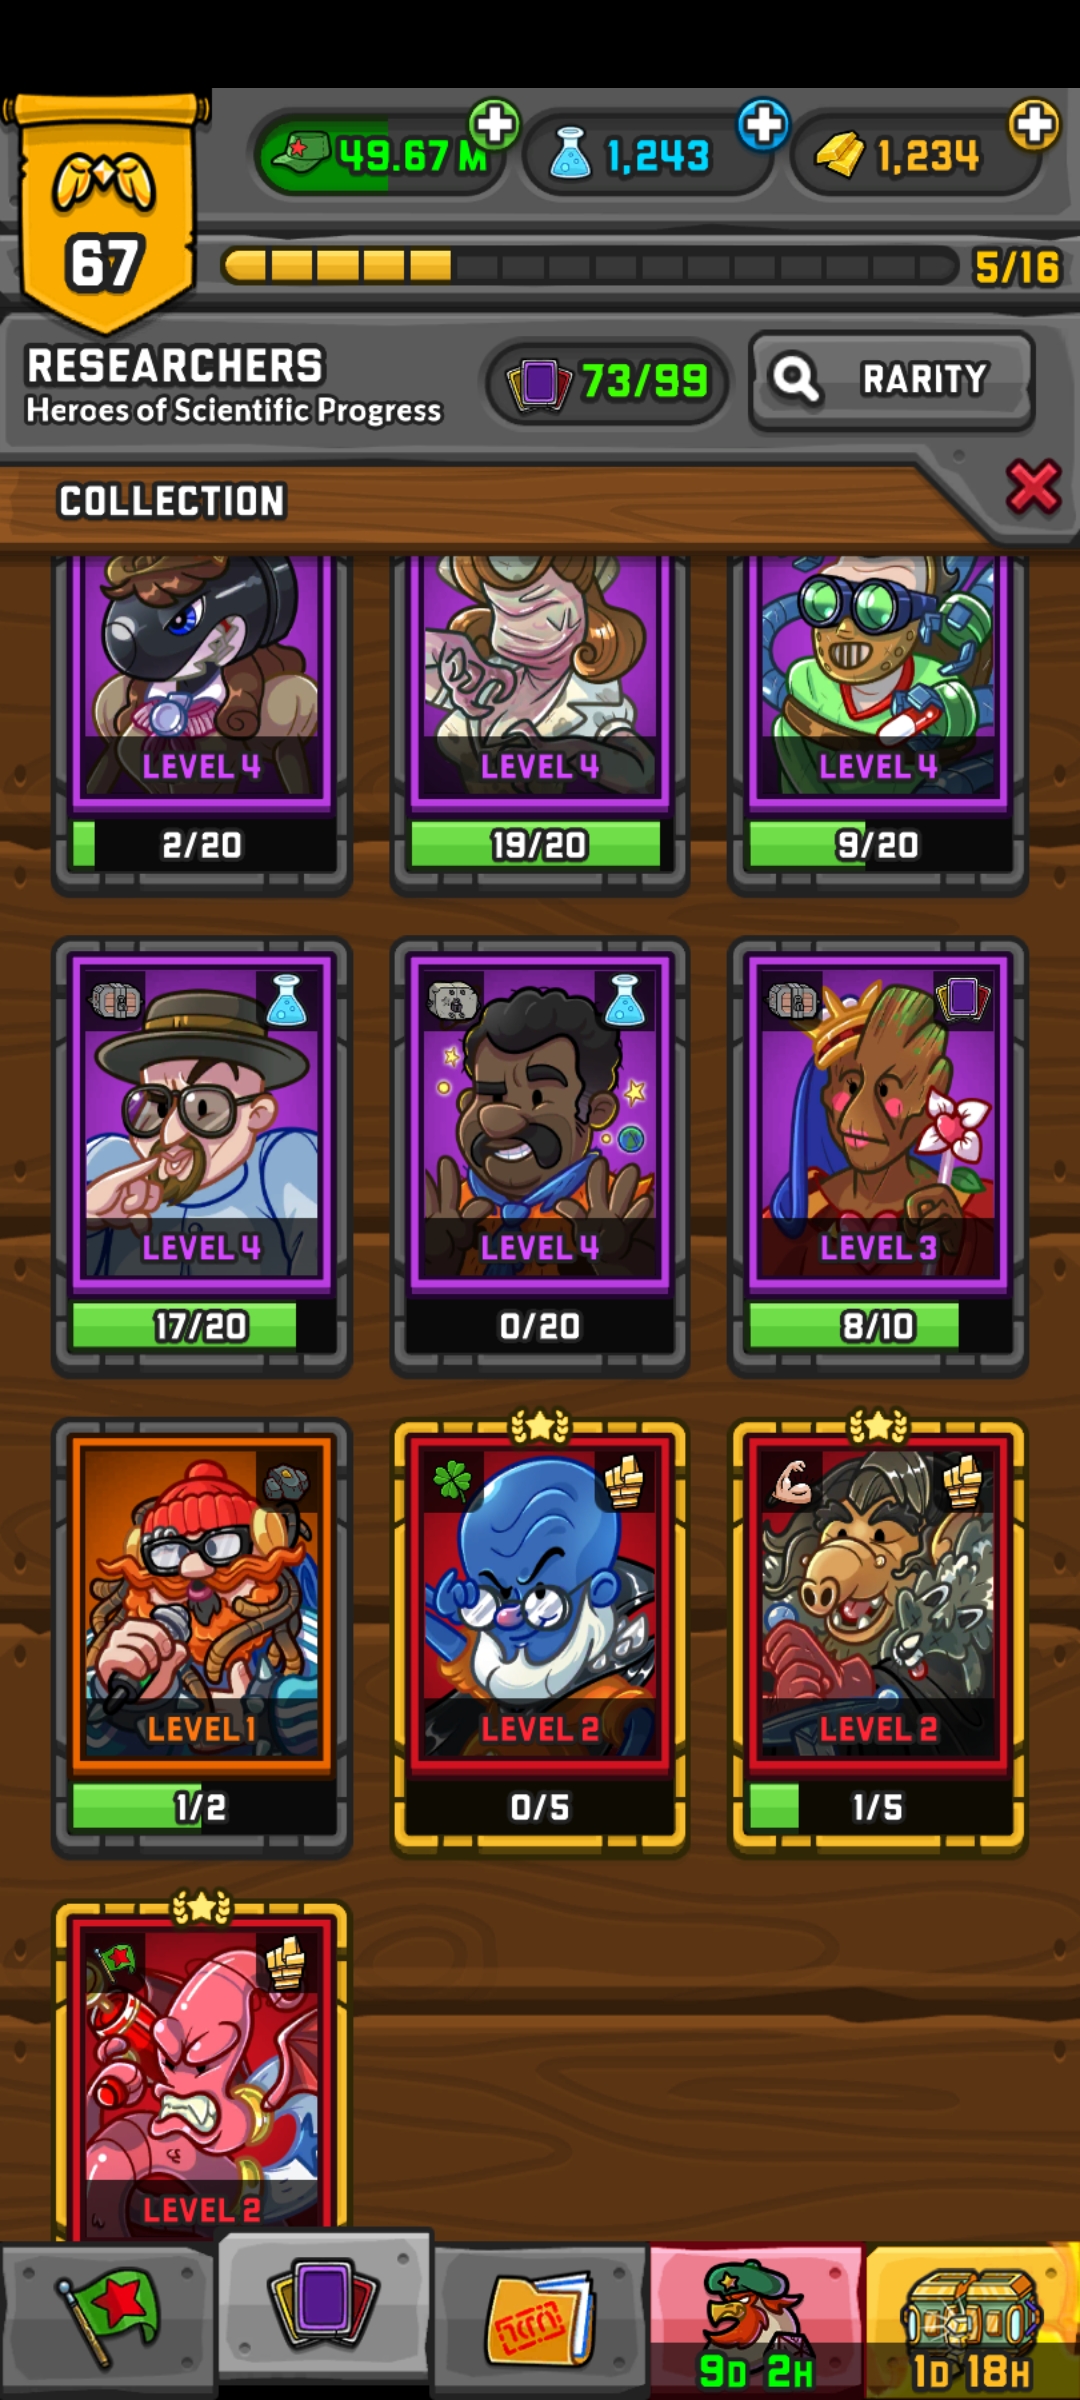 49.67 M
1,243
1,234
67
5/16
RESEARCHERS
Heroes of Scientific Progress
73/99
RARITY
COLLECTION
LEVEL 4
LEVEL 4
LEVEL 4
2/20
19/20
9/20
LEVEL 4
LEVEL 4
LEVEL 3
17/20
0/20
8/10
LEVEL 1
LEVEL 2
LEVEL 2
1/2
0/5
1/5
LEVEL 2
9D 2H
1D 18H